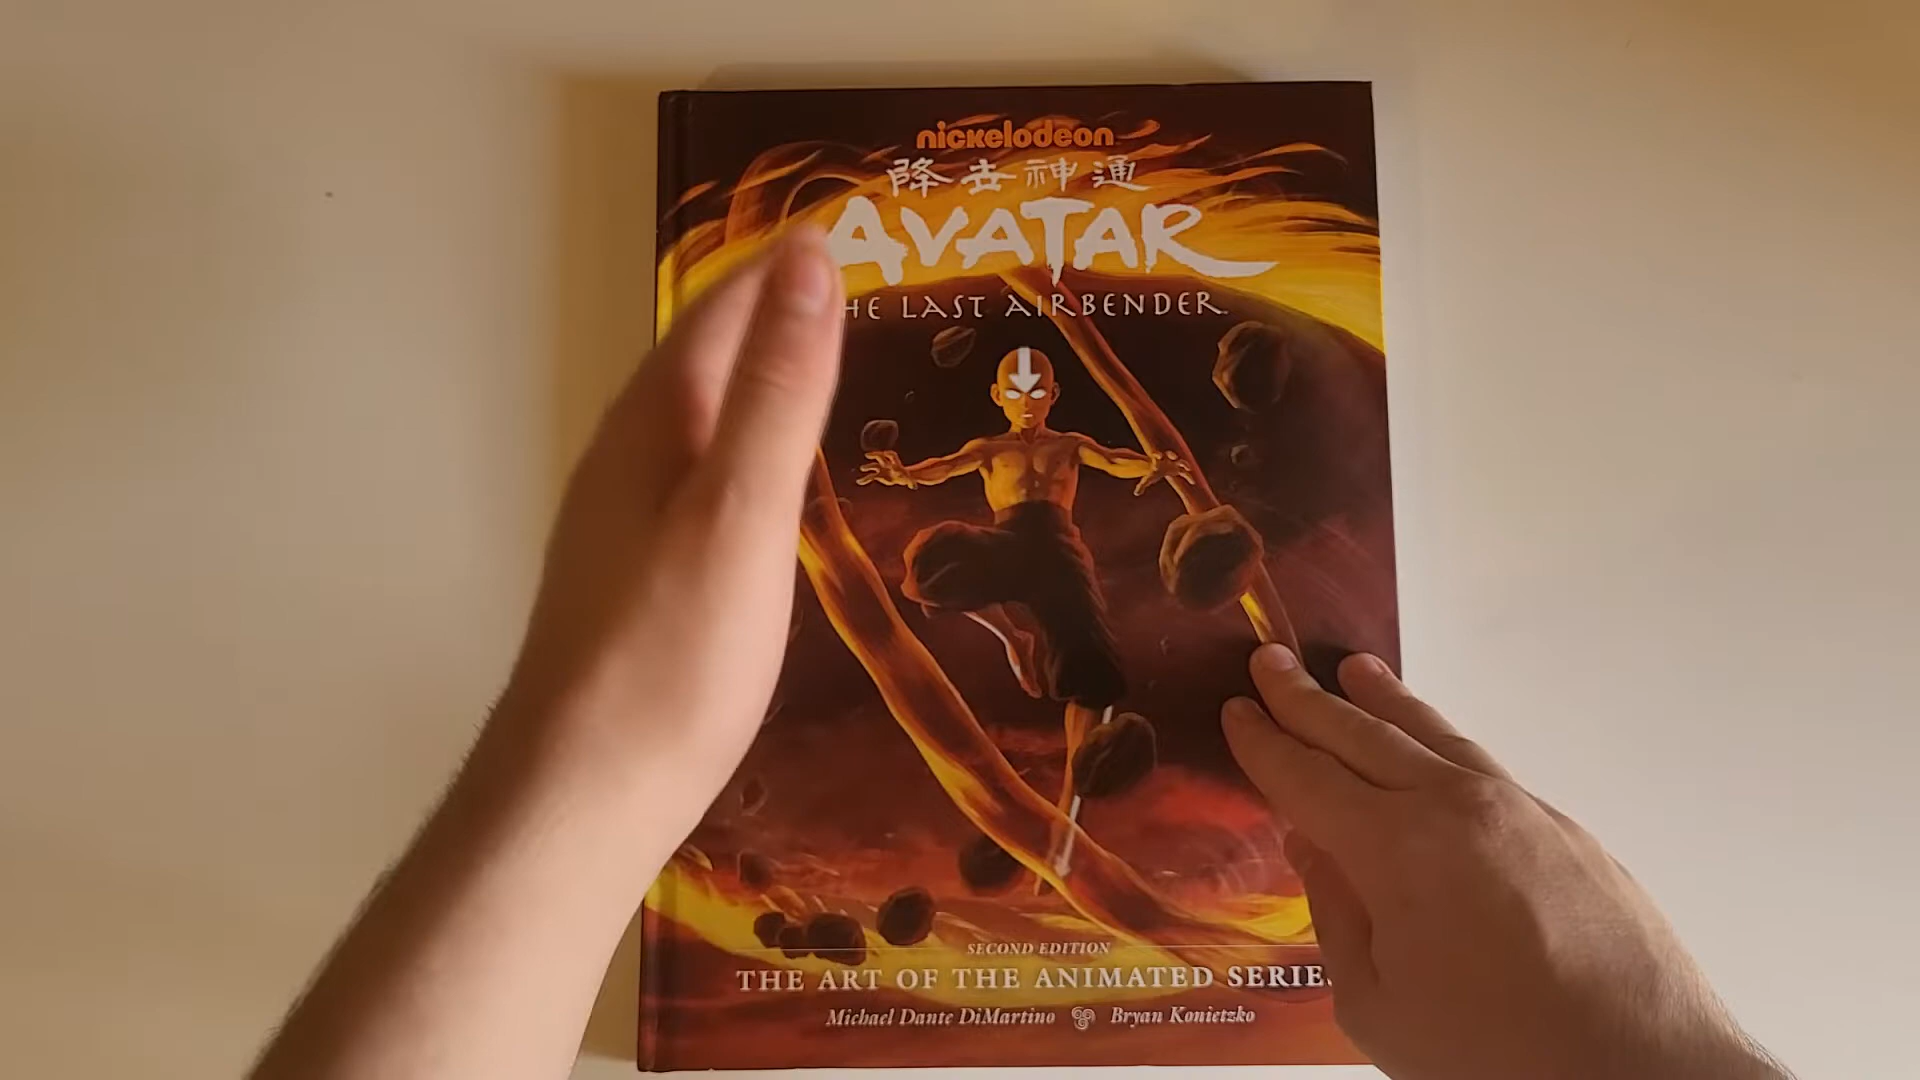 nickelodeon
降去神通
AVATAR
HE LAST AIRBENDER
SECOND EDITION
THE ART OF THE ANIMATED SERIE
Michael Dante DiMartino Bryan Konietzko